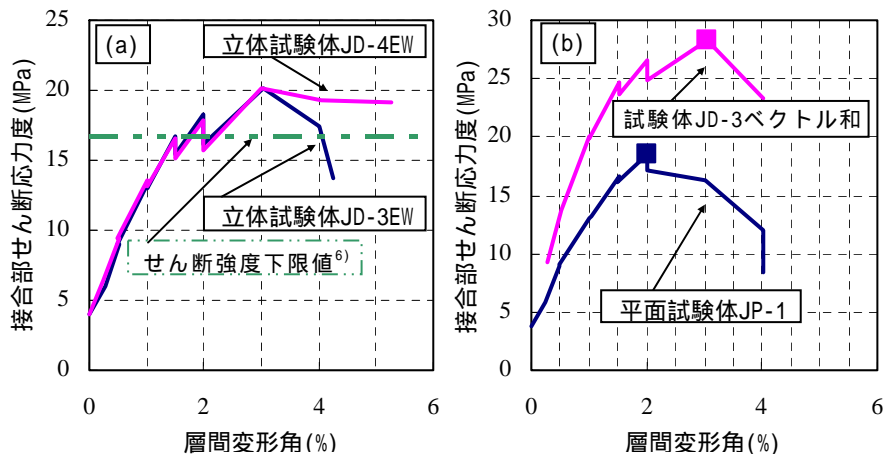 (a)
立体試験体JD-4EW
立体試験体JD-3EW
せん断強度下限値6)
接合部せん断応力度(MPa)
25
20
15
10
5
0
0
2
4
6
層間変形角(%)
(b)
試験体JD-3ベクトル和
平面試験体JP-1
接合部せん断応力度(MPa)
30
25
20
15
10
5
0
0
2
4
6
層間変形角(%)